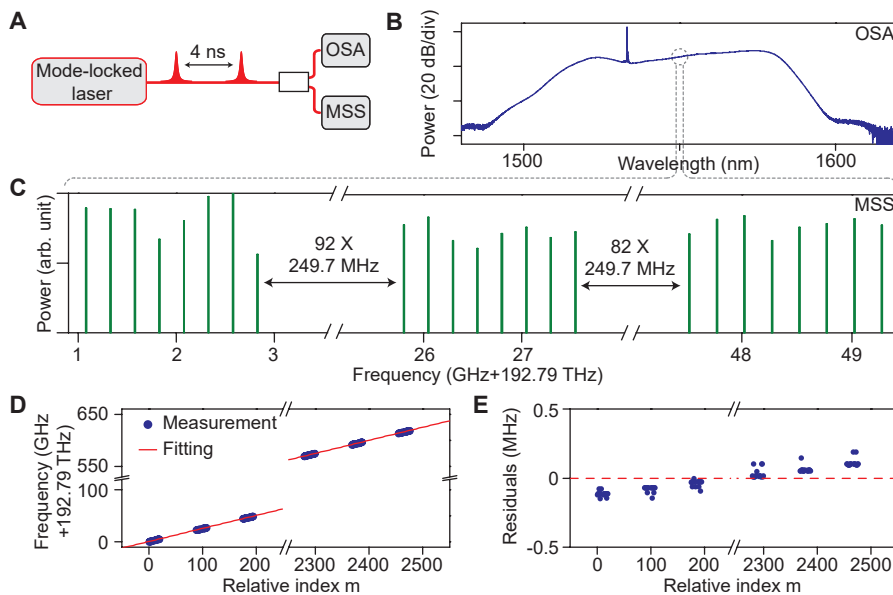 A
4 ns
Mode-locked
laser
OSA
MSS
B
OSA
Power (20 dB/div)
1500
Wavelength (nm)
1600
C
MSS
Power (arb. unit)
92 X
249.7 MHz
82 X
249.7 MHz
1
2
3
26
27
48
49
Frequency (GHz+192.79 THz)
D
Measurement
Fitting
Frequency (GHz
+192.79 THz)
650
550
100
0
0
100
200
2300
2400
2500
Relative index m
E
Residuals (MHz)
0.5
0
-0.5
0
100
200
2300
2400
2500
Relative index m